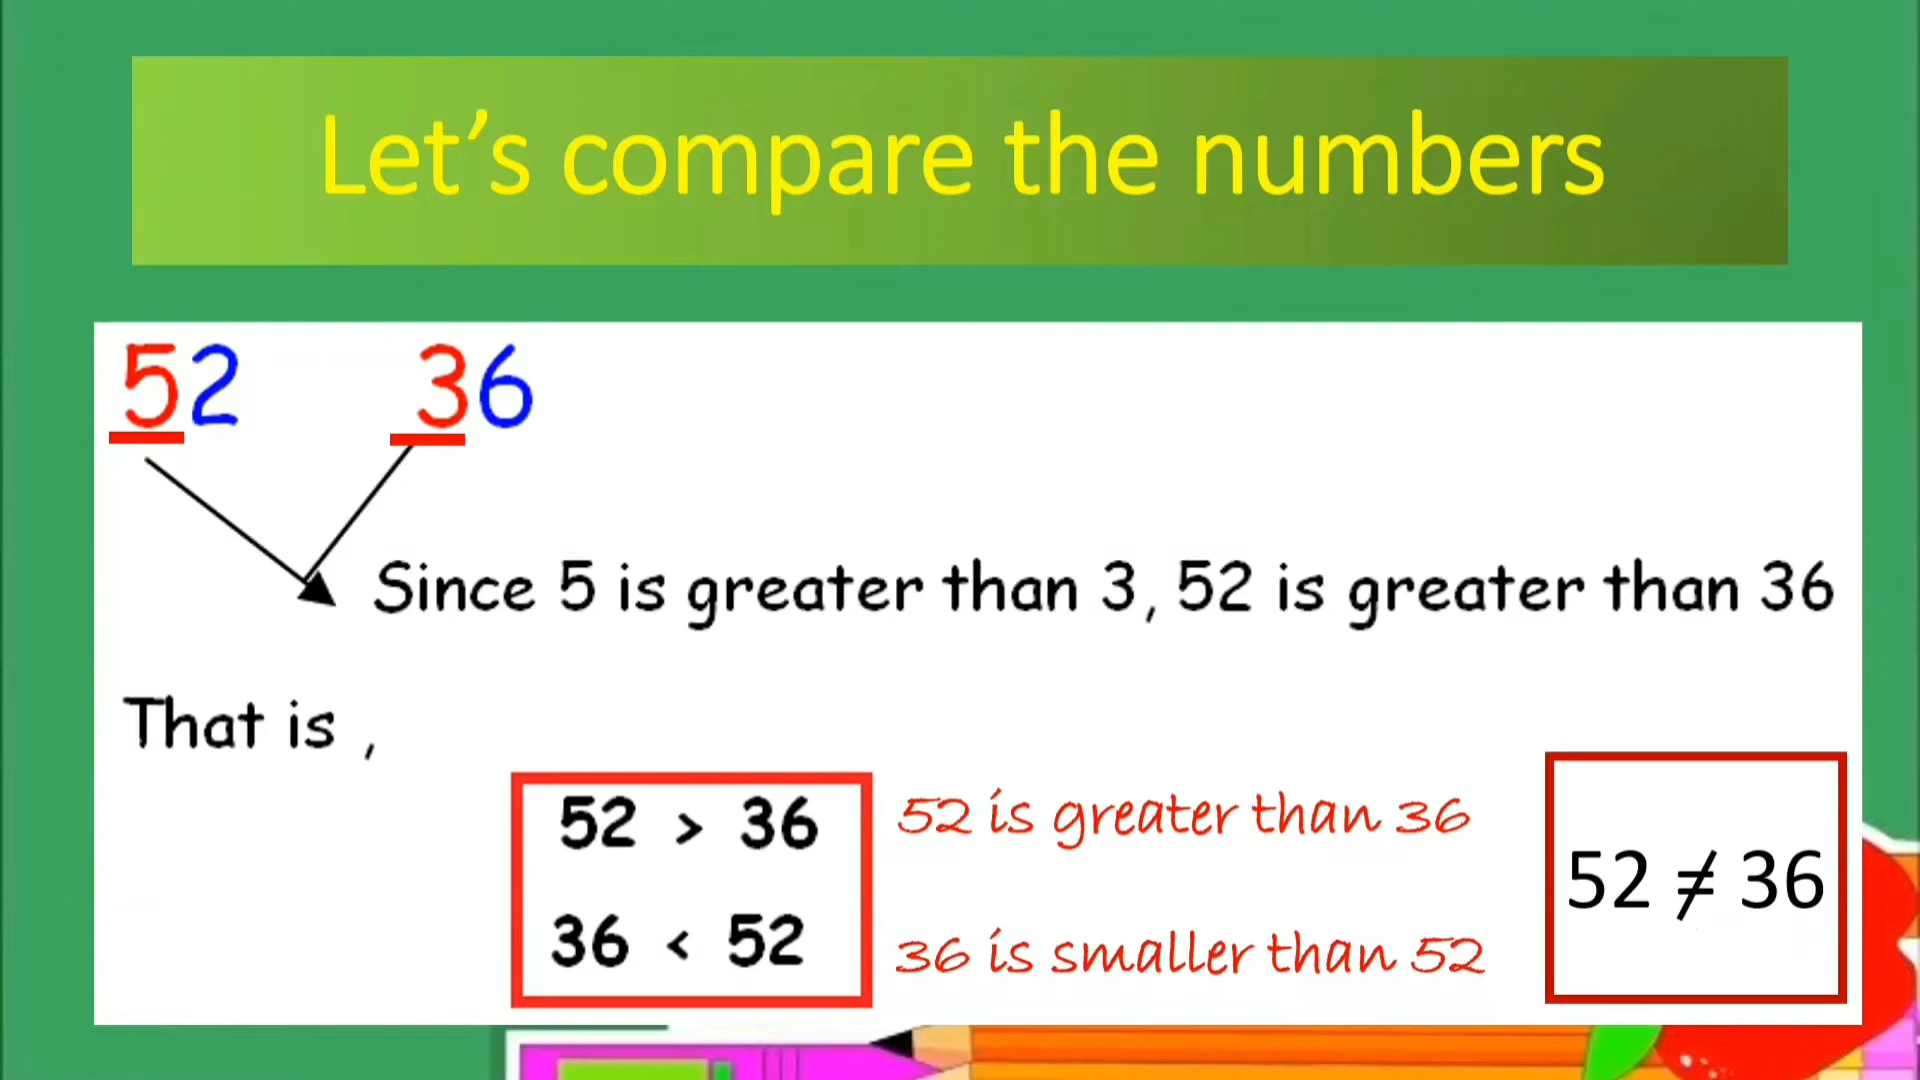 Let’s compare the numbers
52 36
Since 5 is greater than 3, 52 is greater than 36
That is ,
52 > 36 52 is greater than 36
52 ≠ 36
36 < 52 36 is smaller than 52